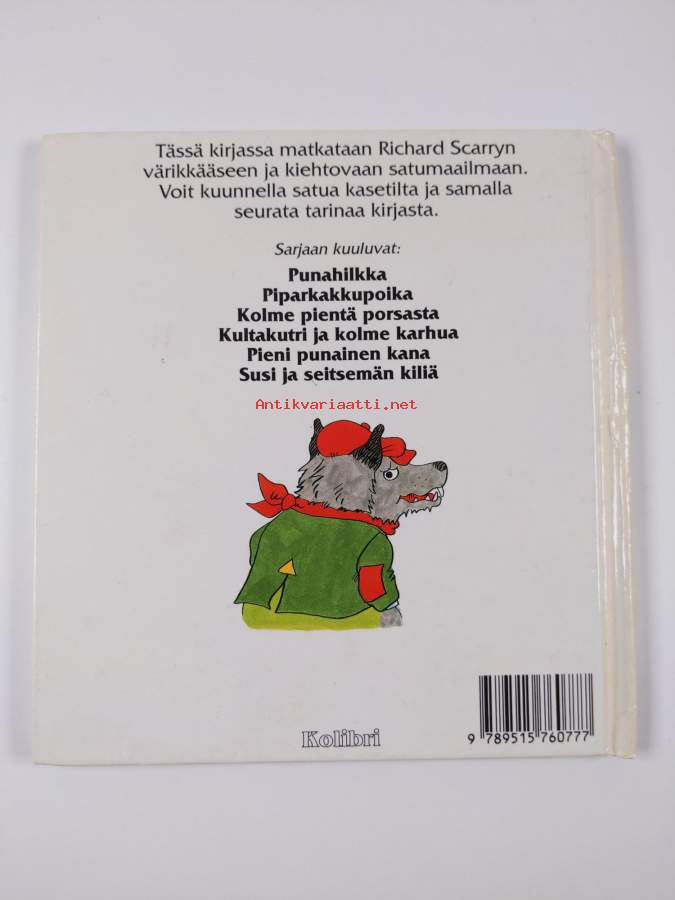 Tässä kirjassa matkataan Richard Scarryn
värikkääseen ja kiehtovaan satumaailmaan.
Voit kuunnella satua kasetilta ja samalla
seurata tarinaa kirjasta.
Sarjaan kuuluvat:
Punahilkka
Piparkakkupoika
Kolme pientä porsasta
Kultakutri ja kolme karhua
Pieni punainen kana
Susi ja seitsemän kiliä
Antikvariaatti.net
Kolibri
9 789515 760777